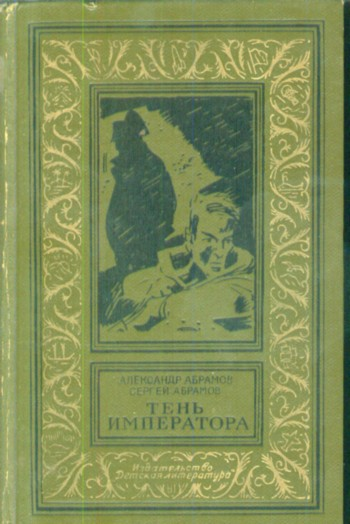 АЛЕКСАНДР АБРАМОВ
СЕРГЕЙ АБРАМОВ
ТЕНЬ
ИМПЕРАТОРА
Издательство
„Детская литература"